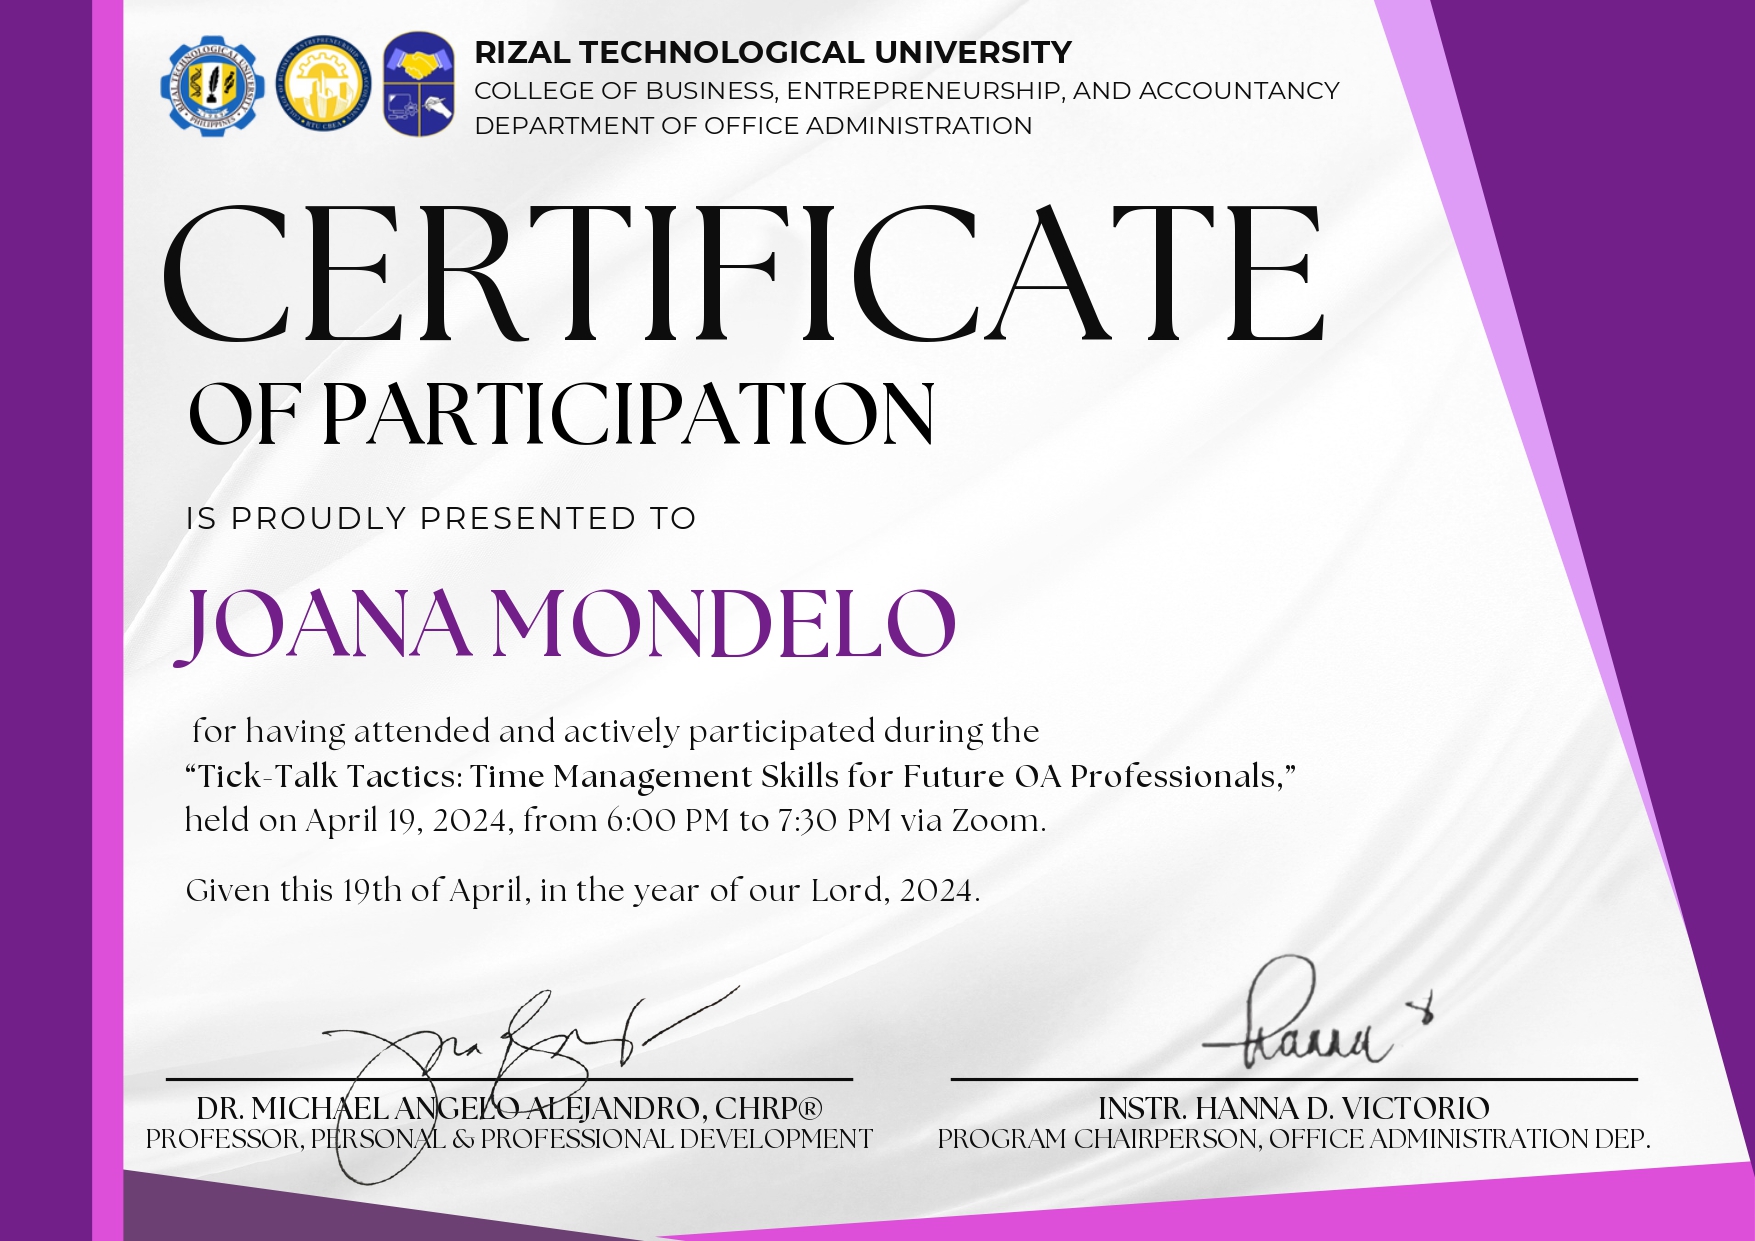 RIZAL TECHNOLOGICAL UNIVERSITY
COLLEGE OF BUSINESS, ENTREPRENEURSHIP, AND ACCOUNTANCY
DEPARTMENT OF OFFICE ADMINISTRATION
CERTIFICATE
OF PARTICIPATION
IS PROUDLY PRESENTED TO
JOANA MONDELO
for having attended and actively participated during the
“Tick-Talk Tactics: Time Management Skills for Future OA Professionals,”
held on April 19, 2024, from 6:00 PM to 7:30 PM via Zoom.
Given this 19th of April, in the year of our Lord, 2024.
Hanna
DR. MICHAEL ANGELO ALEJANDRO, CHRP®
PROFESSOR, PERSONAL & PROFESSIONAL DEVELOPMENT
INSTR. HANNA D. VICTORIO
PROGRAM CHAIRPERSON, OFFICE ADMINISTRATION DEP.